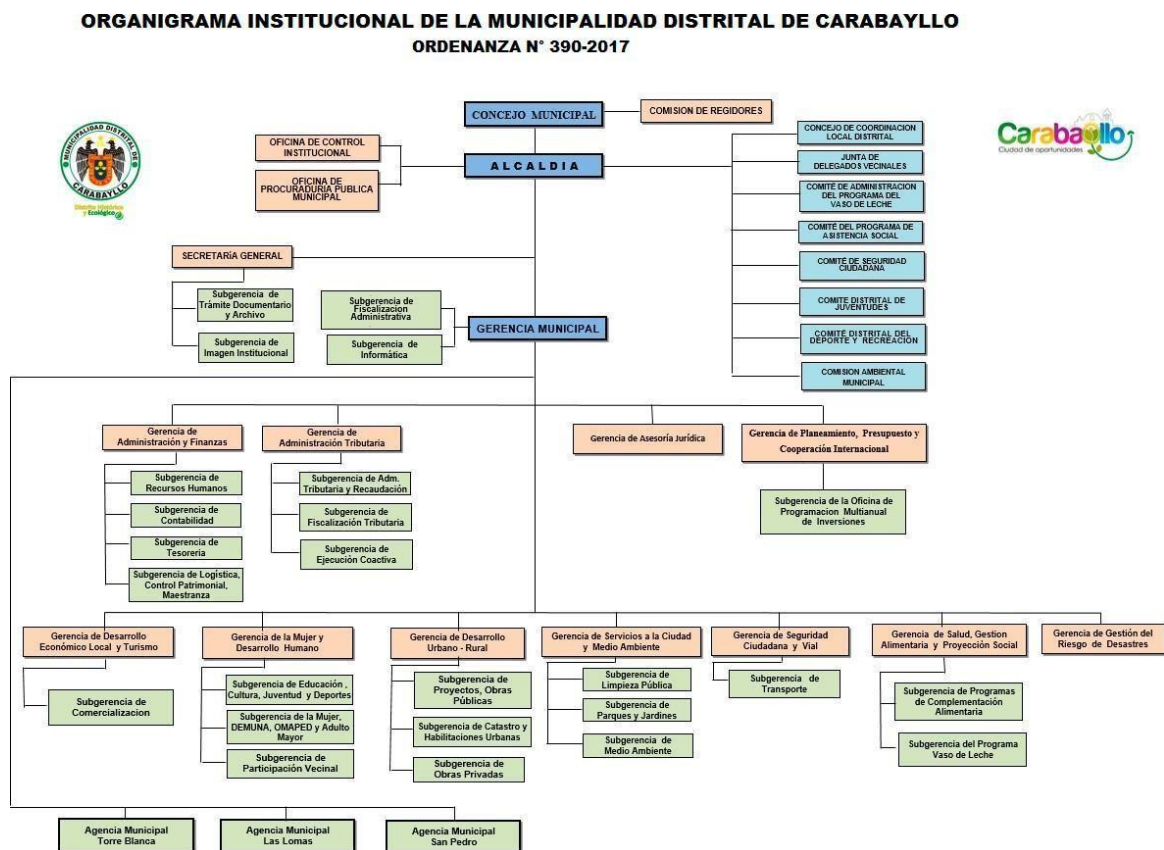 ORGANIGRAMA INSTITUCIONAL DE LA MUNICIPALIDAD DISTRITAL DE CARABAYLLO
ORDENANZA N° 390-2017
MUNICIPALIDAD DISTRITAL DE
CARABAYLLO
Distrito Histórico
y Ecológico
Carabayllo
Ciudad de oportunidades
CONCEJO MUNICIPAL
COMISION DE REGIDORES
OFICINA DE CONTROL
INSTITUCIONAL
OFICINA DE
PROCURADURIA PUBLICA
MUNICIPAL
ALCALDIA
CONCEJO DE COORDINACION
LOCAL DISTRITAL
JUNTA DE
DELEGADOS VECINALES
COMITÉ DE ADMINISTRACIÓN
DEL PROGRAMA DEL
VASO DE LECHE
COMITÉ DEL PROGRAMA DE
ASISTENCIA SOCIAL
COMITÉ DE SEGURIDAD
CIUDADANA
COMITE DISTRITAL DE
JUVENTUDES
COMITÉ DISTRITAL DEL
DEPORTE Y RECREACIÓN
COMISION AMBIENTAL
MUNICIPAL
SECRETARÍA GENERAL
Subgerencia de
Trámite Documentario
y Archivo
Subgerencia de
Imagen Institucional
Subgerencia de
Fiscalizacion
Administrativa
Subgerencia de
Informática
GERENCIA MUNICIPAL
Gerencia de
Administración y Finanzas
Gerencia de
Administración Tributaria
Gerencia de Asesoría Jurídica
Gerencia de Planeamiento, Presupuesto y
Cooperación Internacional
Subgerencia de
Recursos Humanos
Subgerencia de
Contabilidad
Subgerencia de
Tesorería
Subgerencia de Logística,
Control Patrimonial,
Maestranza
Subgerencia de Adm.
Tributaria y Recaudación
Subgerencia de
Fiscalización Tributaria
Subgerencia de
Ejecución Coactiva
Subgerencia de la Oficina de
Programacion Multianual
de Inversiones
Gerencia de Desarrollo
Económico Local y Turismo
Gerencia de la Mujer y
Desarrollo Humano
Gerencia de Desarrollo
Urbano - Rural
Gerencia de Servicios a la Ciudad
y Medio Ambiente
Gerencia de Seguridad
Ciudadana y Vial
Gerencia de Salud, Gestion
Alimentaria y Proyección Social
Gerencia de Gestión del
Riesgo de Desastres
Subgerencia de
Comercializacion
Subgerencia de Educación ,
Cultura, Juventud y Deportes
Subgerencia de la Mujer,
DEMUNA, OMAPED y Adulto
Mayor
Subgerencia de
Participación Vecinal
Subgerencia de
Proyectos, Obras
Públicas
Subgerencia de Catastro y
Habilitaciones Urbanas
Subgerencia de
Obras Privadas
Subgerencia de
Limpieza Pública
Subgerencia de
Parques y Jardines
Subgerencia de
Medio Ambiente
Subgerencia de
Transporte
Subgerencia de Programas
de Complementación
Alimentaria
Subgerencia del Programa
Vaso de Leche
Agencia Municipal
Torre Blanca
Agencia Municipal
Las Lomas
Agencia Municipal
San Pedro